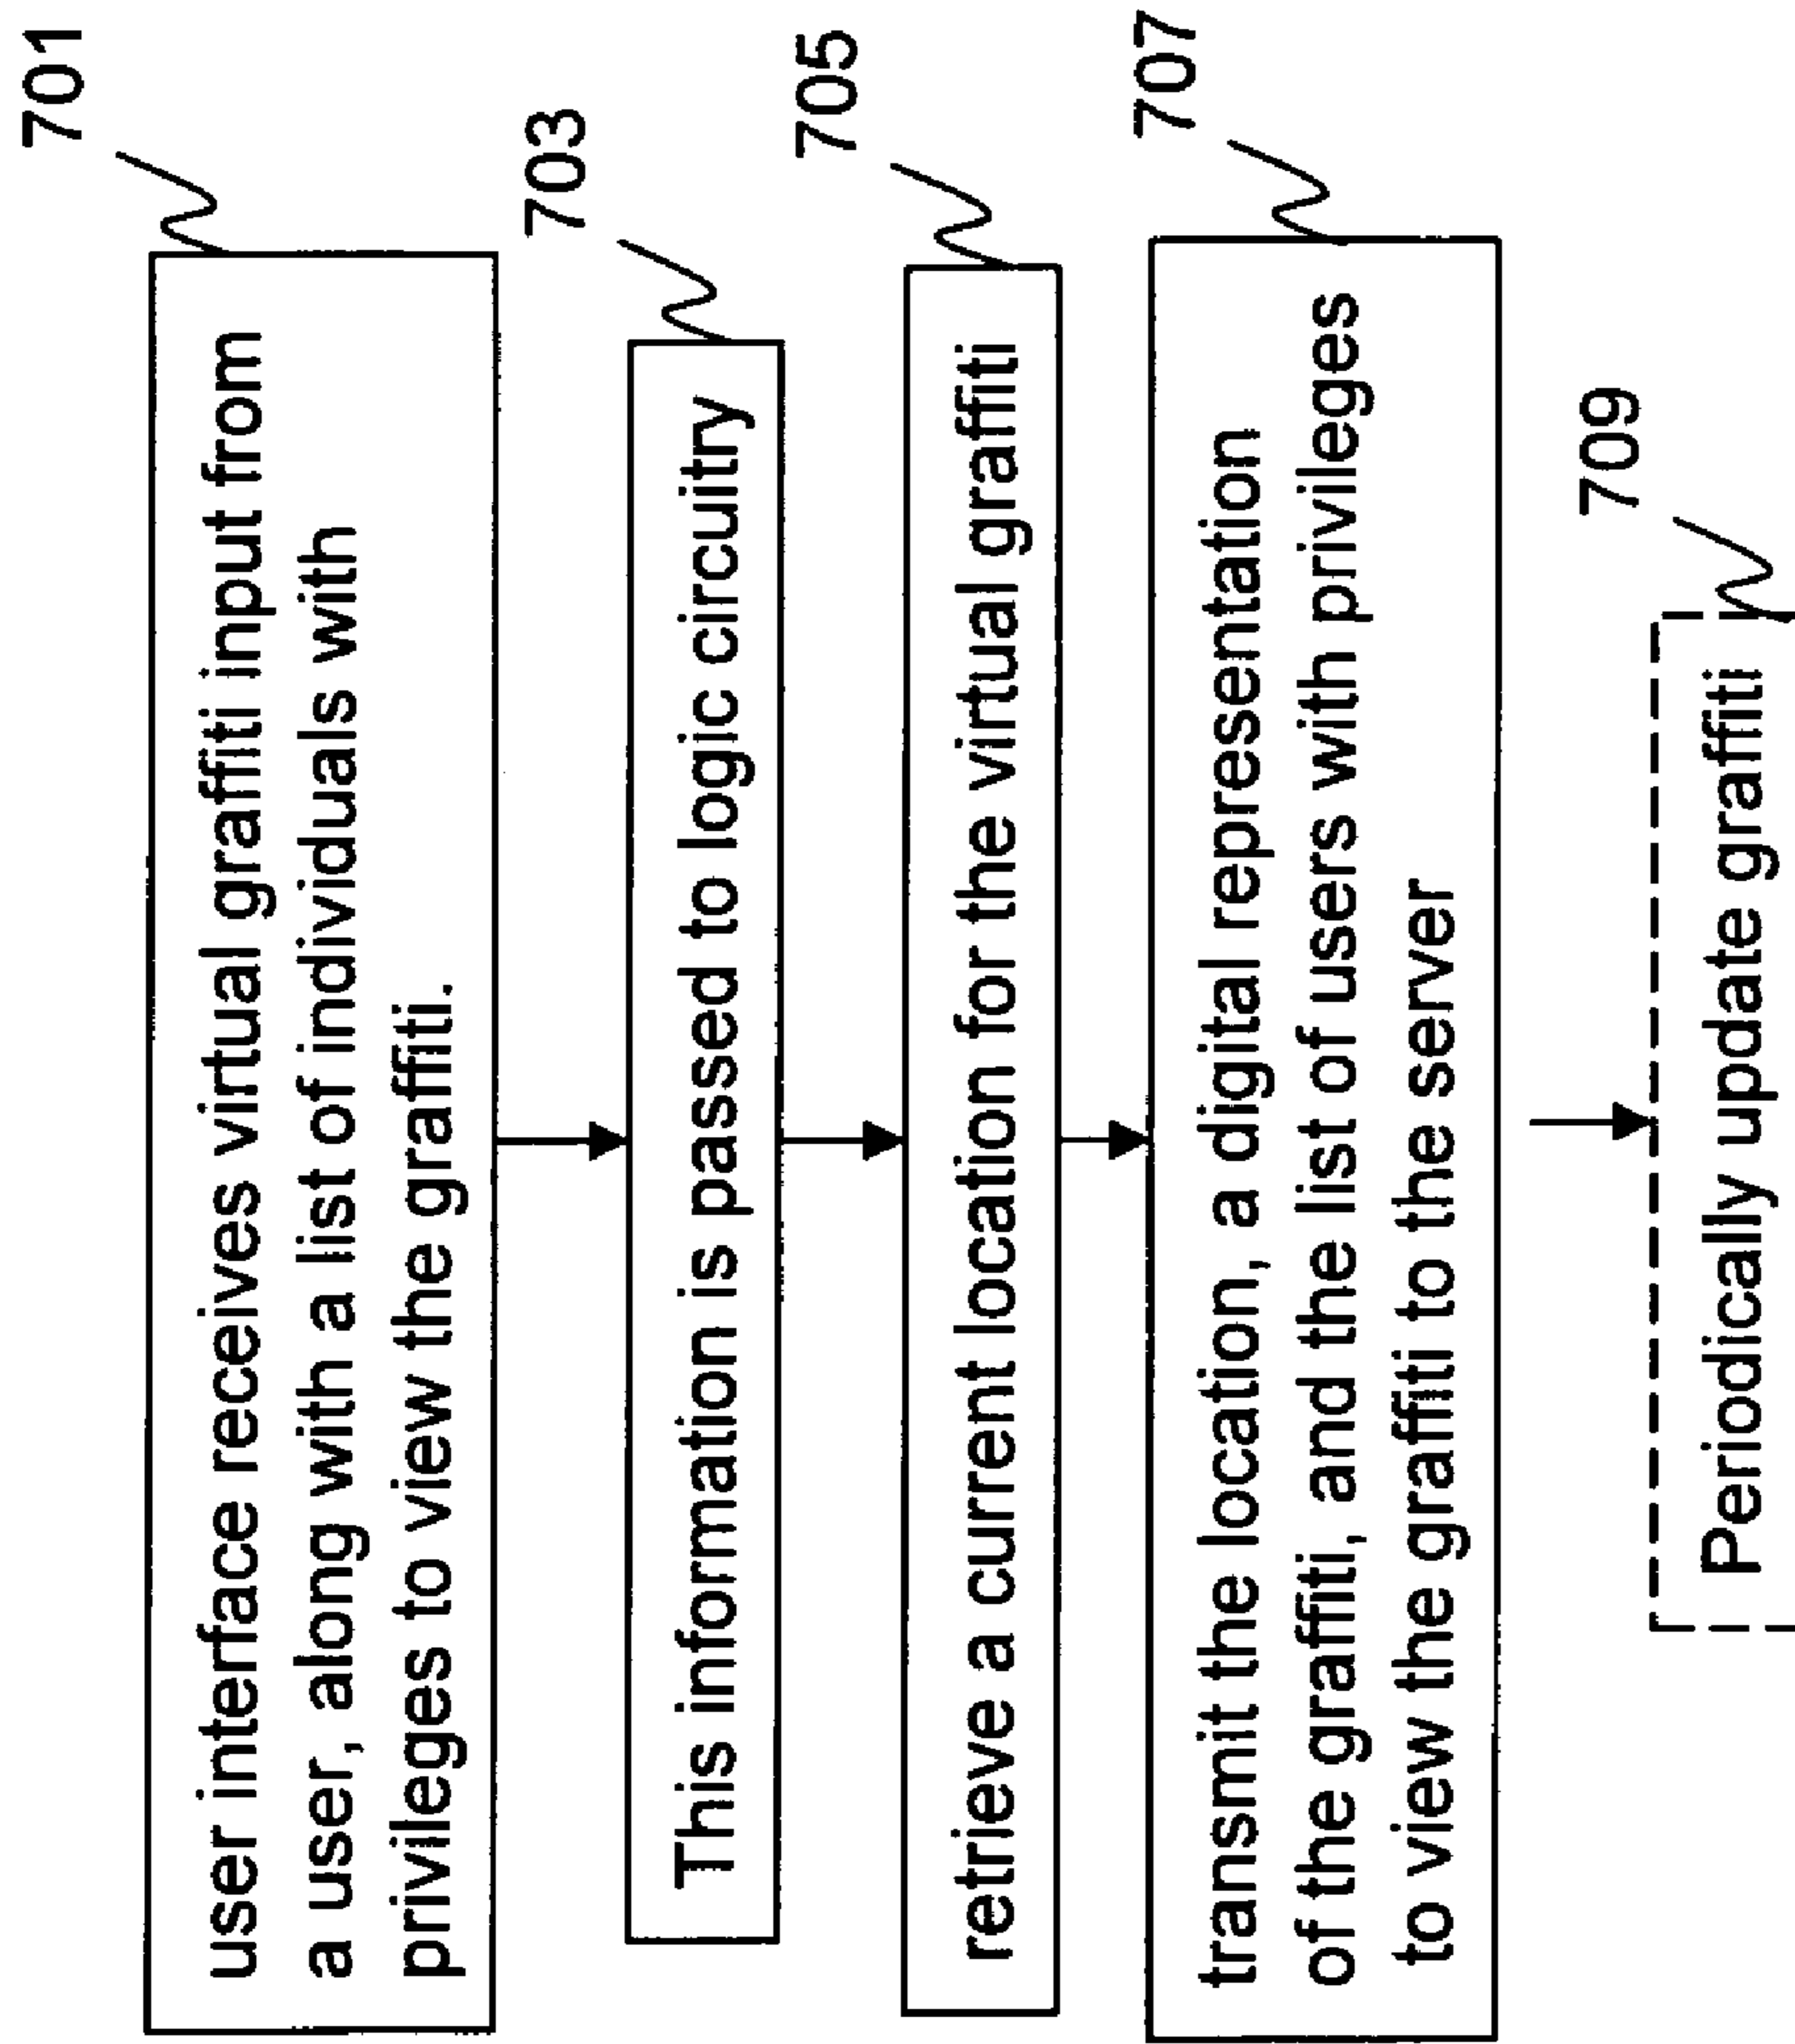 701
user interface receives virtual graffiti input from
a user, along with a list of individuals with
privileges to view the graffiti.
703
This information is passed to logic circuitry
705
retrieve a current location for the virtual graffiti
707
transmit the location, a digital representation
of the graffiti, and the list of users with privileges
to view the graffiti to the server
709
Periodically update graffiti